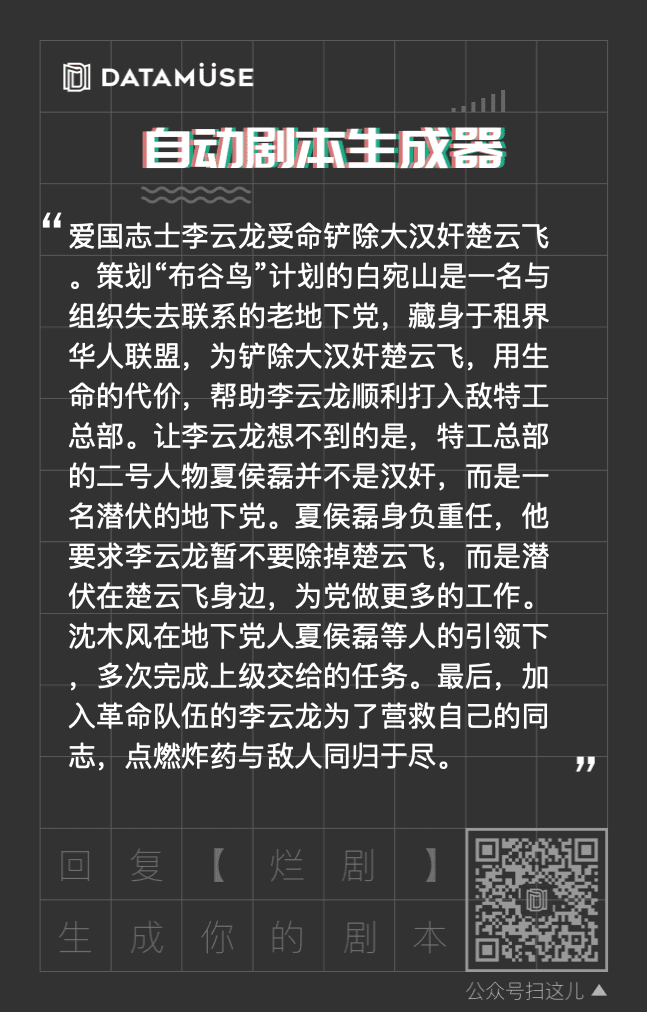 DATAMÜSE
自动剧本生成器
“爱国志士李云龙受命铲除大汉奸楚云飞
。策划“布谷鸟”计划的白宛山是一名与
组织失去联系的老地下党，藏身于租界
华人联盟，为铲除大汉奸楚云飞，用生
命的代价，帮助李云龙顺利打入敌特工
总部。让李云龙想不到的是，特工总部
的二号人物夏侯磊并不是汉奸，而是一
名潜伏的地下党。夏侯磊身负重任，他
要求李云龙暂不要除掉楚云飞，而是潜
伏在楚云飞身边，为党做更多的工作。
沈木风在地下党人夏侯磊等人的引领下
，多次完成上级交给的任务。最后，加
入革命队伍的李云龙为了营救自己的同
志，点燃炸药与敌人同归于尽。”
回复【烂剧】
生成你的剧本
公众号扫这儿▲